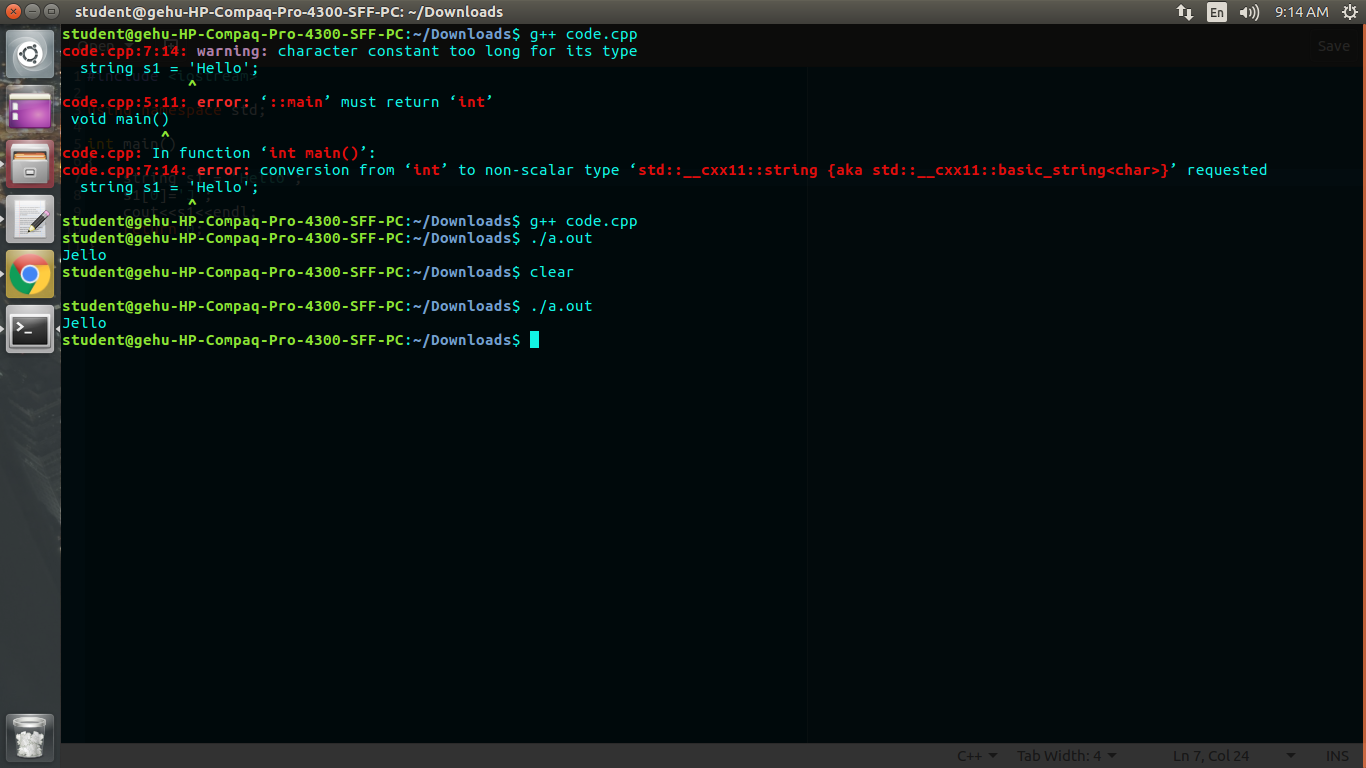 student@gehu-HP-Compaq-Pro-4300-SFF-PC: ~/Downloads
En
9:14 AM
student@gehu-HP-Compaq-Pro-4300-SFF-PC:~/Downloads$ g++ code.cpp
code.cpp:7:14: warning: character constant too long for its type
Save
string s1 = 'Hello';
^
code.cpp:5:11: error: ‘::main’ must return ‘int’
void main()
^
code.cpp: In function ‘int main()’:
code.cpp:7:14: error: conversion from ‘int’ to non-scalar type ‘std::__cxx11::string {aka std::__cxx11::basic_string<char>}’ requested
string s1 = 'Hello';
^
student@gehu-HP-Compaq-Pro-4300-SFF-PC:~/Downloads$ g++ code.cpp
student@gehu-HP-Compaq-Pro-4300-SFF-PC:~/Downloads$ ./a.out
Jello
student@gehu-HP-Compaq-Pro-4300-SFF-PC:~/Downloads$ clear
student@gehu-HP-Compaq-Pro-4300-SFF-PC:~/Downloads$ ./a.out
Jello
student@gehu-HP-Compaq-Pro-4300-SFF-PC:~/Downloads$
C++
Tab Width: 4
Ln 7, Col 24
INS